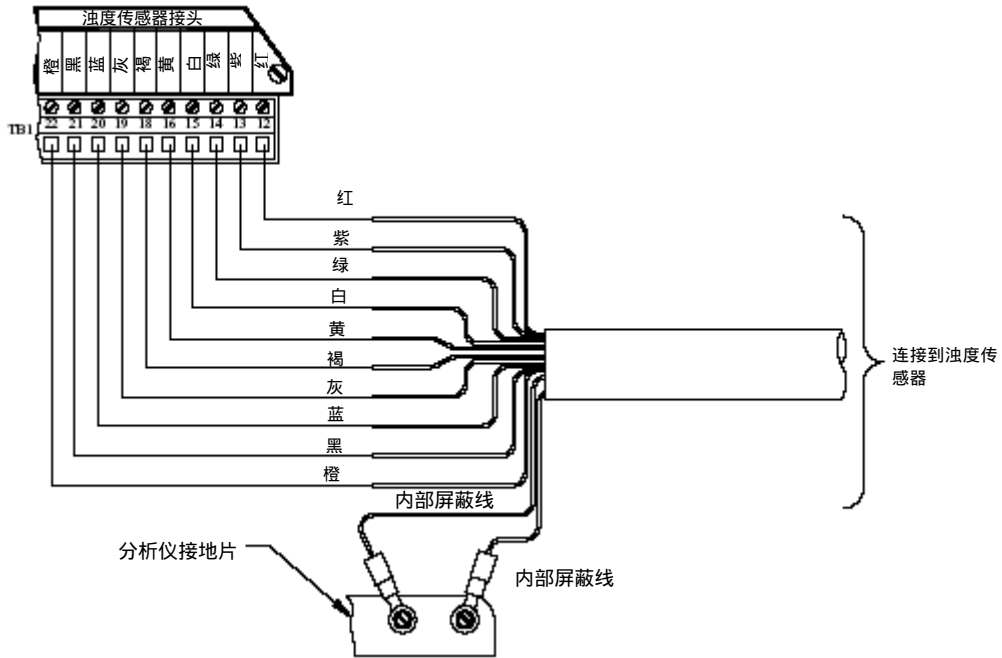 浊度传感器接头
橙 黑 蓝 灰 褐 黄 白 绿 紫 红
TB1
22 21 20 19 18 16 15 14 13 12
红
紫
绿
白
黄
褐
灰
蓝
黑
橙
连接到浊度传
感器
内部屏蔽线
分析仪接地片
内部屏蔽线